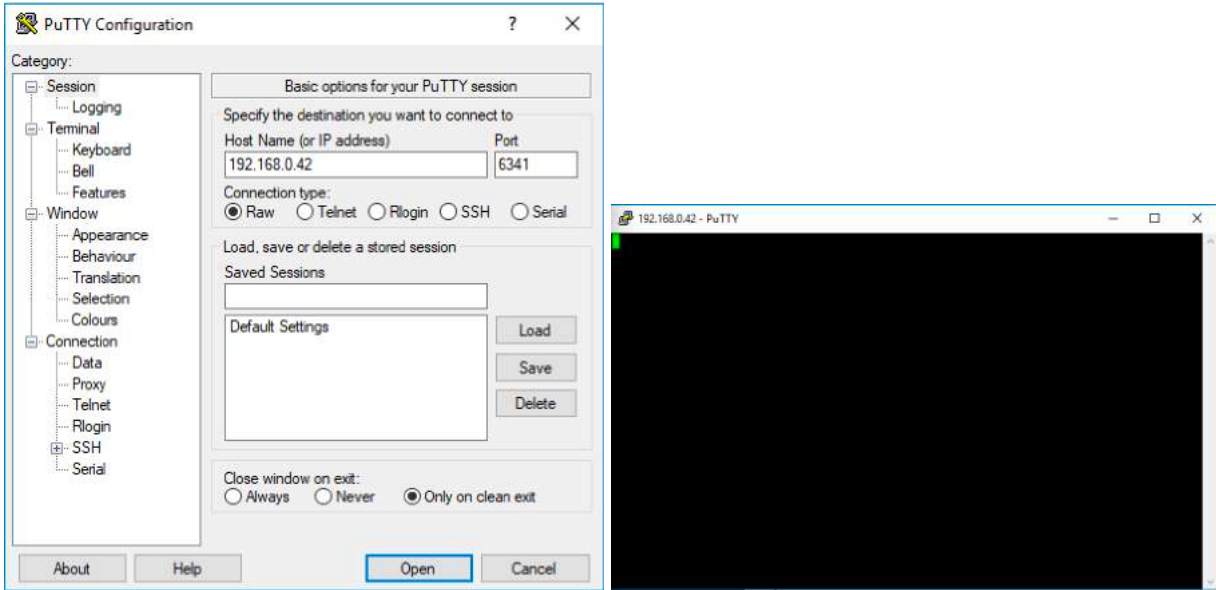 PuTTY Configuration
Category:
Session
Logging
Terminal
Keyboard
Bell
Features
Window
Appearance
Behaviour
Translation
Selection
Colours
Connection
Data
Proxy
Telnet
Rlogin
SSH
Serial
Basic options for your PuTTY session
Specify the destination you want to connect to
Host Name (or IP address) Port
192.168.0.42 6341
Connection type:
Raw Telnet Rlogin SSH Serial
Load, save or delete a stored session
Saved Sessions
Default Settings
Load
Save
Delete
Close window on exit:
Always Never Only on clean exit
About Help Open Cancel
192.168.0.42 - PuTTY